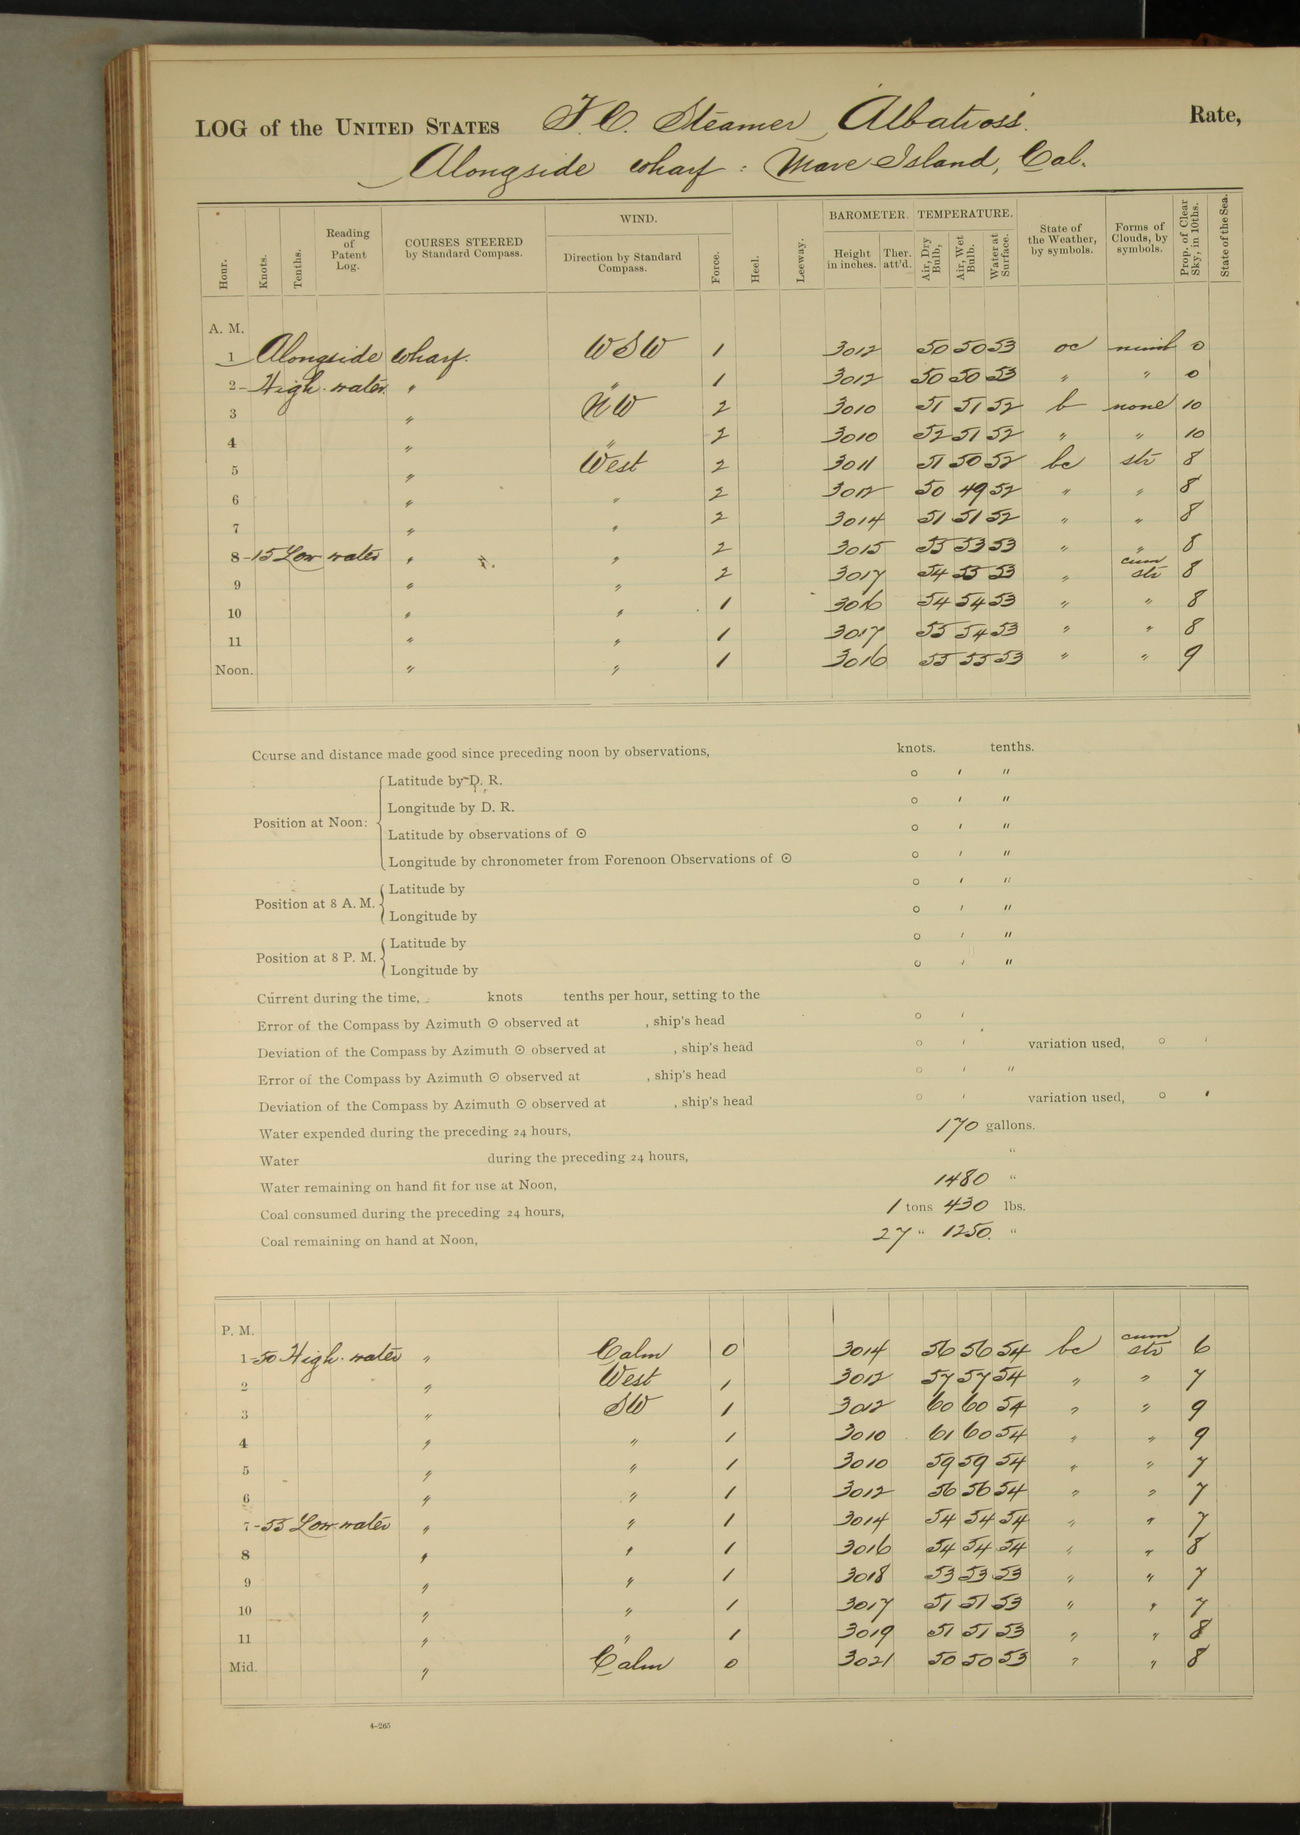 LOG of the UNITED STATES F. C. Steamer Albatross. Rate,
Alongside wharf: Mare Island, Cal.
Hour. Knots. Tenths. Reading of Patent Log. COURSES STEERED by Standard Compass. WIND. Direction by Standard Compass. Force. Heel. Leeway. BAROMETER. Height in inches. Ther. att'd. TEMPERATURE. Air, Dry Bulb, Air, Wet Bulb. Water at Surface. State of the Weather, by symbols. Forms of Clouds, by symbols. Prop. of Clear Sky, in 10ths. State of the Sea.
A. M.
1 Alongside wharf. WSW 1 3012 50 50 53 oc nimb 0
2- High water. " " 1 3012 50 50 53 " " 0
3 " NW 2 3010 51 51 52 b none 10
4 " " 2 3010 52 51 52 " " 10
5 " West 2 3011 51 50 52 bc str 8
6 " " 2 3012 50 49 52 " " 8
7 " " 2 3014 51 51 52 " " 8
8-15 Low water " " 2 3015 53 53 53 " " 8
9 " " 2 3017 54 53 53 " cum str 8
10 " " 1 3016 54 54 53 " " 8
11 " " 1 3017 55 54 53 " " 8
Noon. " " 1 3016 55 55 53 " " 9
Course and distance made good since preceding noon by observations, knots. tenths.
Position at Noon:
Latitude by D. R. ° ′ ″
Longitude by D. R. ° ′ ″
Latitude by observations of ☉ ° ′ ″
Longitude by chronometer from Forenoon Observations of ☉ ° ′ ″
Position at 8 A. M.
Latitude by ° ′ ″
Longitude by ° ′ ″
Position at 8 P. M.
Latitude by ° ′ ″
Longitude by ° ′ ″
Current during the time, knots tenths per hour, setting to the
Error of the Compass by Azimuth ☉ observed at , ship's head ° ′
Deviation of the Compass by Azimuth ☉ observed at , ship's head ° ′ variation used, ° ′
Error of the Compass by Azimuth ☉ observed at , ship's head ° ′ ″
Deviation of the Compass by Azimuth ☉ observed at , ship's head ° ′ variation used, ° ′
Water expended during the preceding 24 hours, 170 gallons.
Water during the preceding 24 hours, "
Water remaining on hand fit for use at Noon, 1480 "
Coal consumed during the preceding 24 hours, 1 tons 430 lbs.
Coal remaining on hand at Noon, 27 " 1250. "
P. M.
1-50 High water " Calm 0 3014 56 56 54 bc cum str 6
2 " West 1 3012 57 57 54 " " 7
3 " SW 1 3012 60 60 54 " " 9
4 " " 1 3010 61 60 54 " " 9
5 " " 1 3010 59 59 54 " " 7
6 " " 1 3012 56 56 54 " " 7
7-55 Low water " " 1 3014 54 54 54 " " 7
8 " " 1 3016 54 54 54 " " 8
9 " " 1 3018 53 53 53 " " 7
10 " " 1 3017 51 51 53 " " 7
11 " " 1 3019 51 51 53 " " 8
Mid. " Calm 0 3021 50 50 53 " " 8
4-265